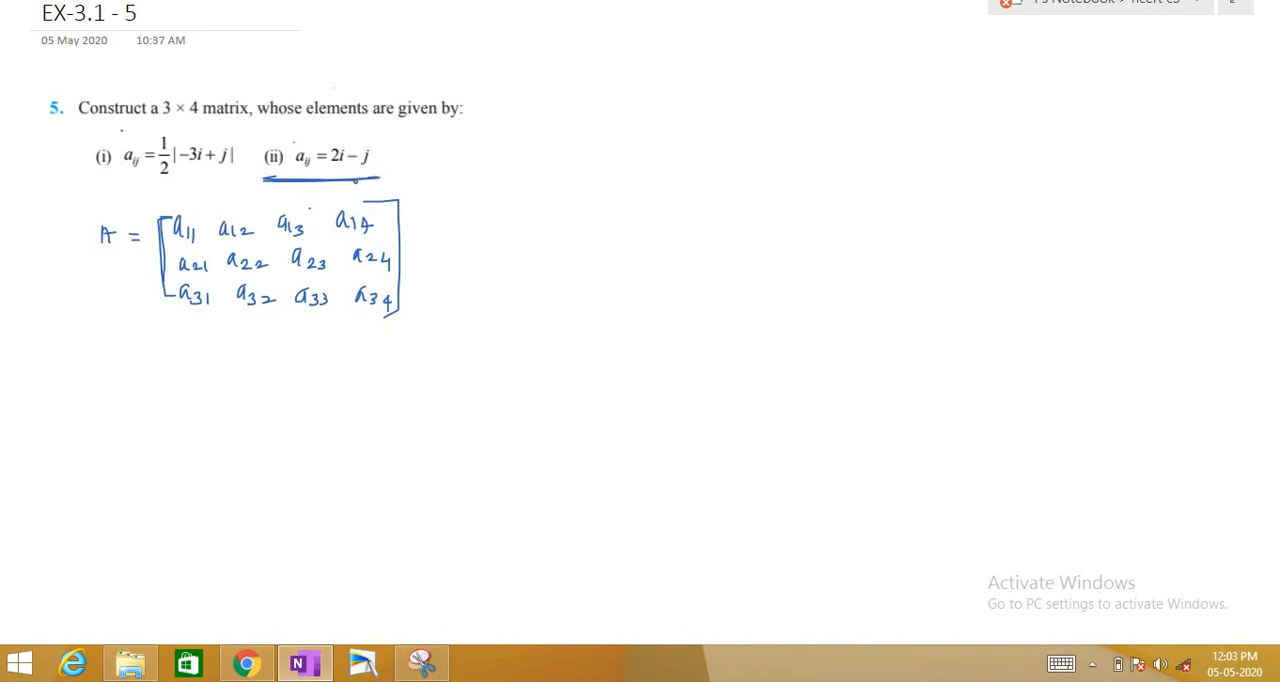 EX-3.1 - 5
05 May 2020 10:37 AM
5. Construct a 3 × 4 matrix, whose elements are given by:
(i) aij = 1/2 |−3i + j| (ii) aij = 2i − j
A = [a11 a12 a13 a14
a21 a22 a23 a24
a31 a32 a33 a34]
Activate Windows
Go to PC settings to activate Windows.
12:03 PM
05-05-2020